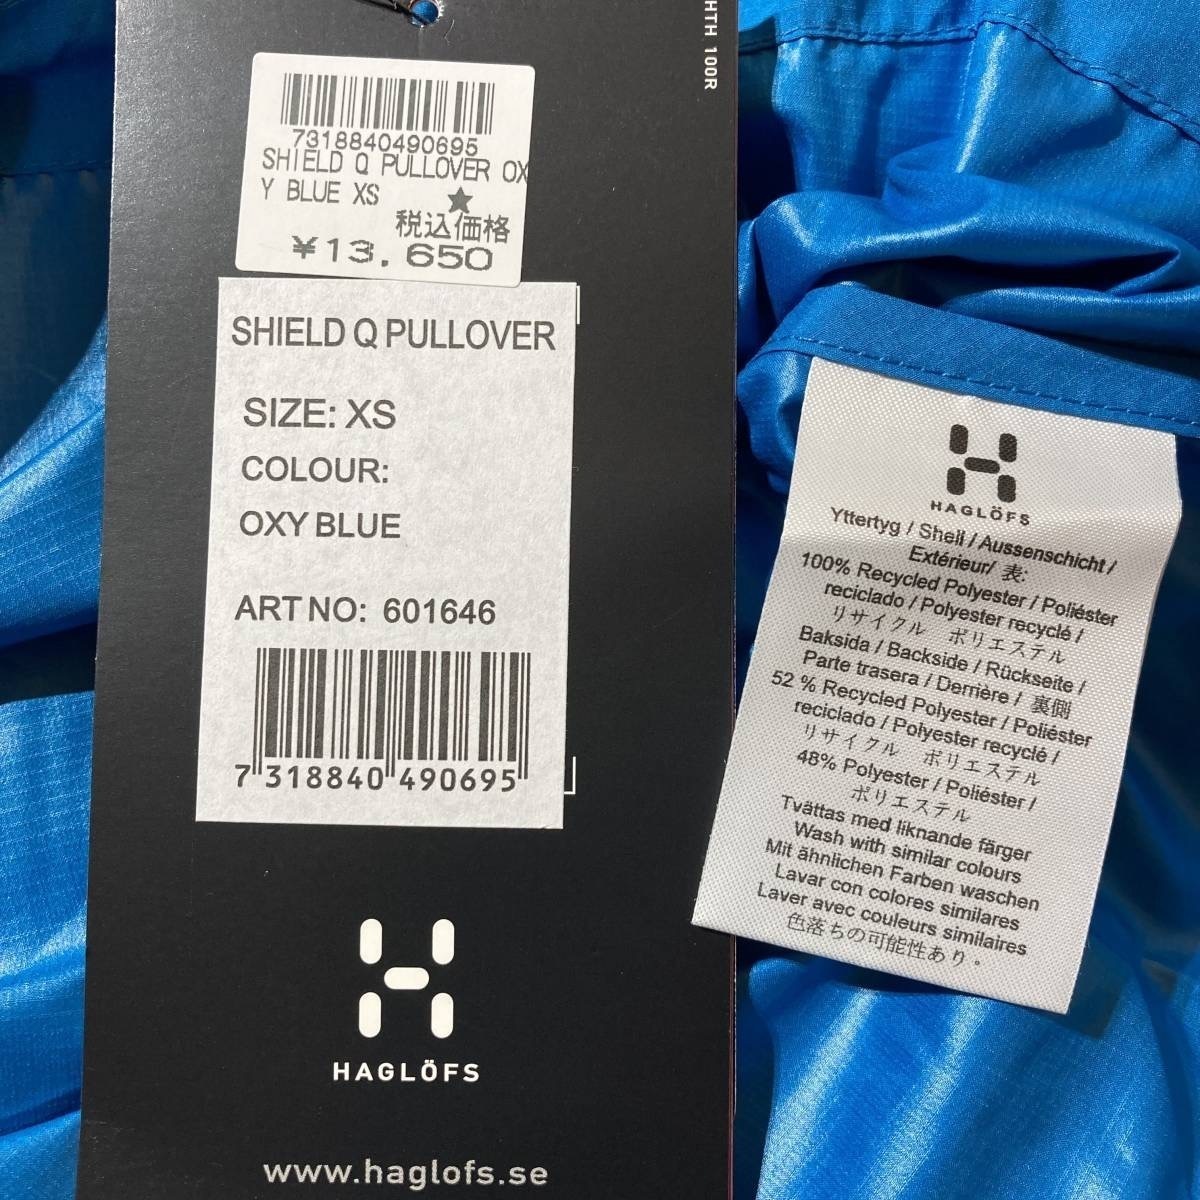 HTH 100R
7318840490695
SHIELD Q PULLOVER OX
Y BLUE XS
★
税込価格
¥13.650
SHIELD Q PULLOVER
SIZE: XS
COLOUR:
OXY BLUE
ART NO: 601646
7 318840 490695
HAGLÖFS
www.haglofs.se
HAGLÖFS
Yttertyg / Shell / Aussenschicht /
Extérieur/ 表:
100% Recycled Polyester / Poliéster
reciclado / Polyester recyclé /
リサイクル ポリエステル
Baksida / Backside / Rückseite /
Parte trasera / Derrière / 裏側
52 % Recycled Polyester / Poliéster
reciclado / Polyester recyclé /
リサイクル ポリエステル
48% Polyester / Poliéster /
ポリエステル
Tvättas med liknande färger
Wash with similar colours
Mit ähnlichen Farben waschen
Lavar con colores similares
Laver avec couleurs similaires
色落ちの可能性あり。